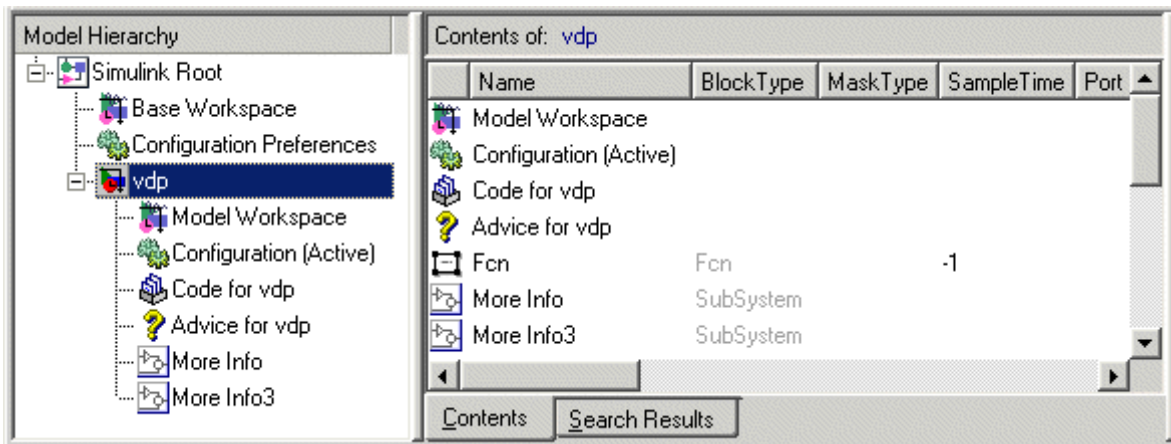 Model Hierarchy
Simulink Root
Base Workspace
Configuration Preferences
vdp
Model Workspace
Configuration (Active)
Code for vdp
Advice for vdp
More Info
More Info3
Contents of: vdp
Name BlockType MaskType SampleTime Port
Model Workspace
Configuration (Active)
Code for vdp
Advice for vdp
Fcn Fcn -1
More Info SubSystem
More Info3 SubSystem
Contents Search Results